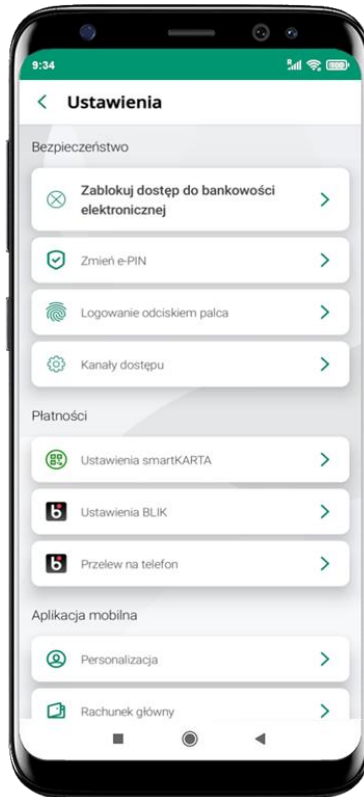 9:34
Ustawienia
Bezpieczeństwo
Zablokuj dostęp do bankowości
elektronicznej
Zmień e-PIN
Logowanie odciskiem palca
Kanały dostępu
Płatności
Ustawienia smartKARTA
Ustawienia BLIK
Przelew na telefon
Aplikacja mobilna
Personalizacja
Rachunek główny